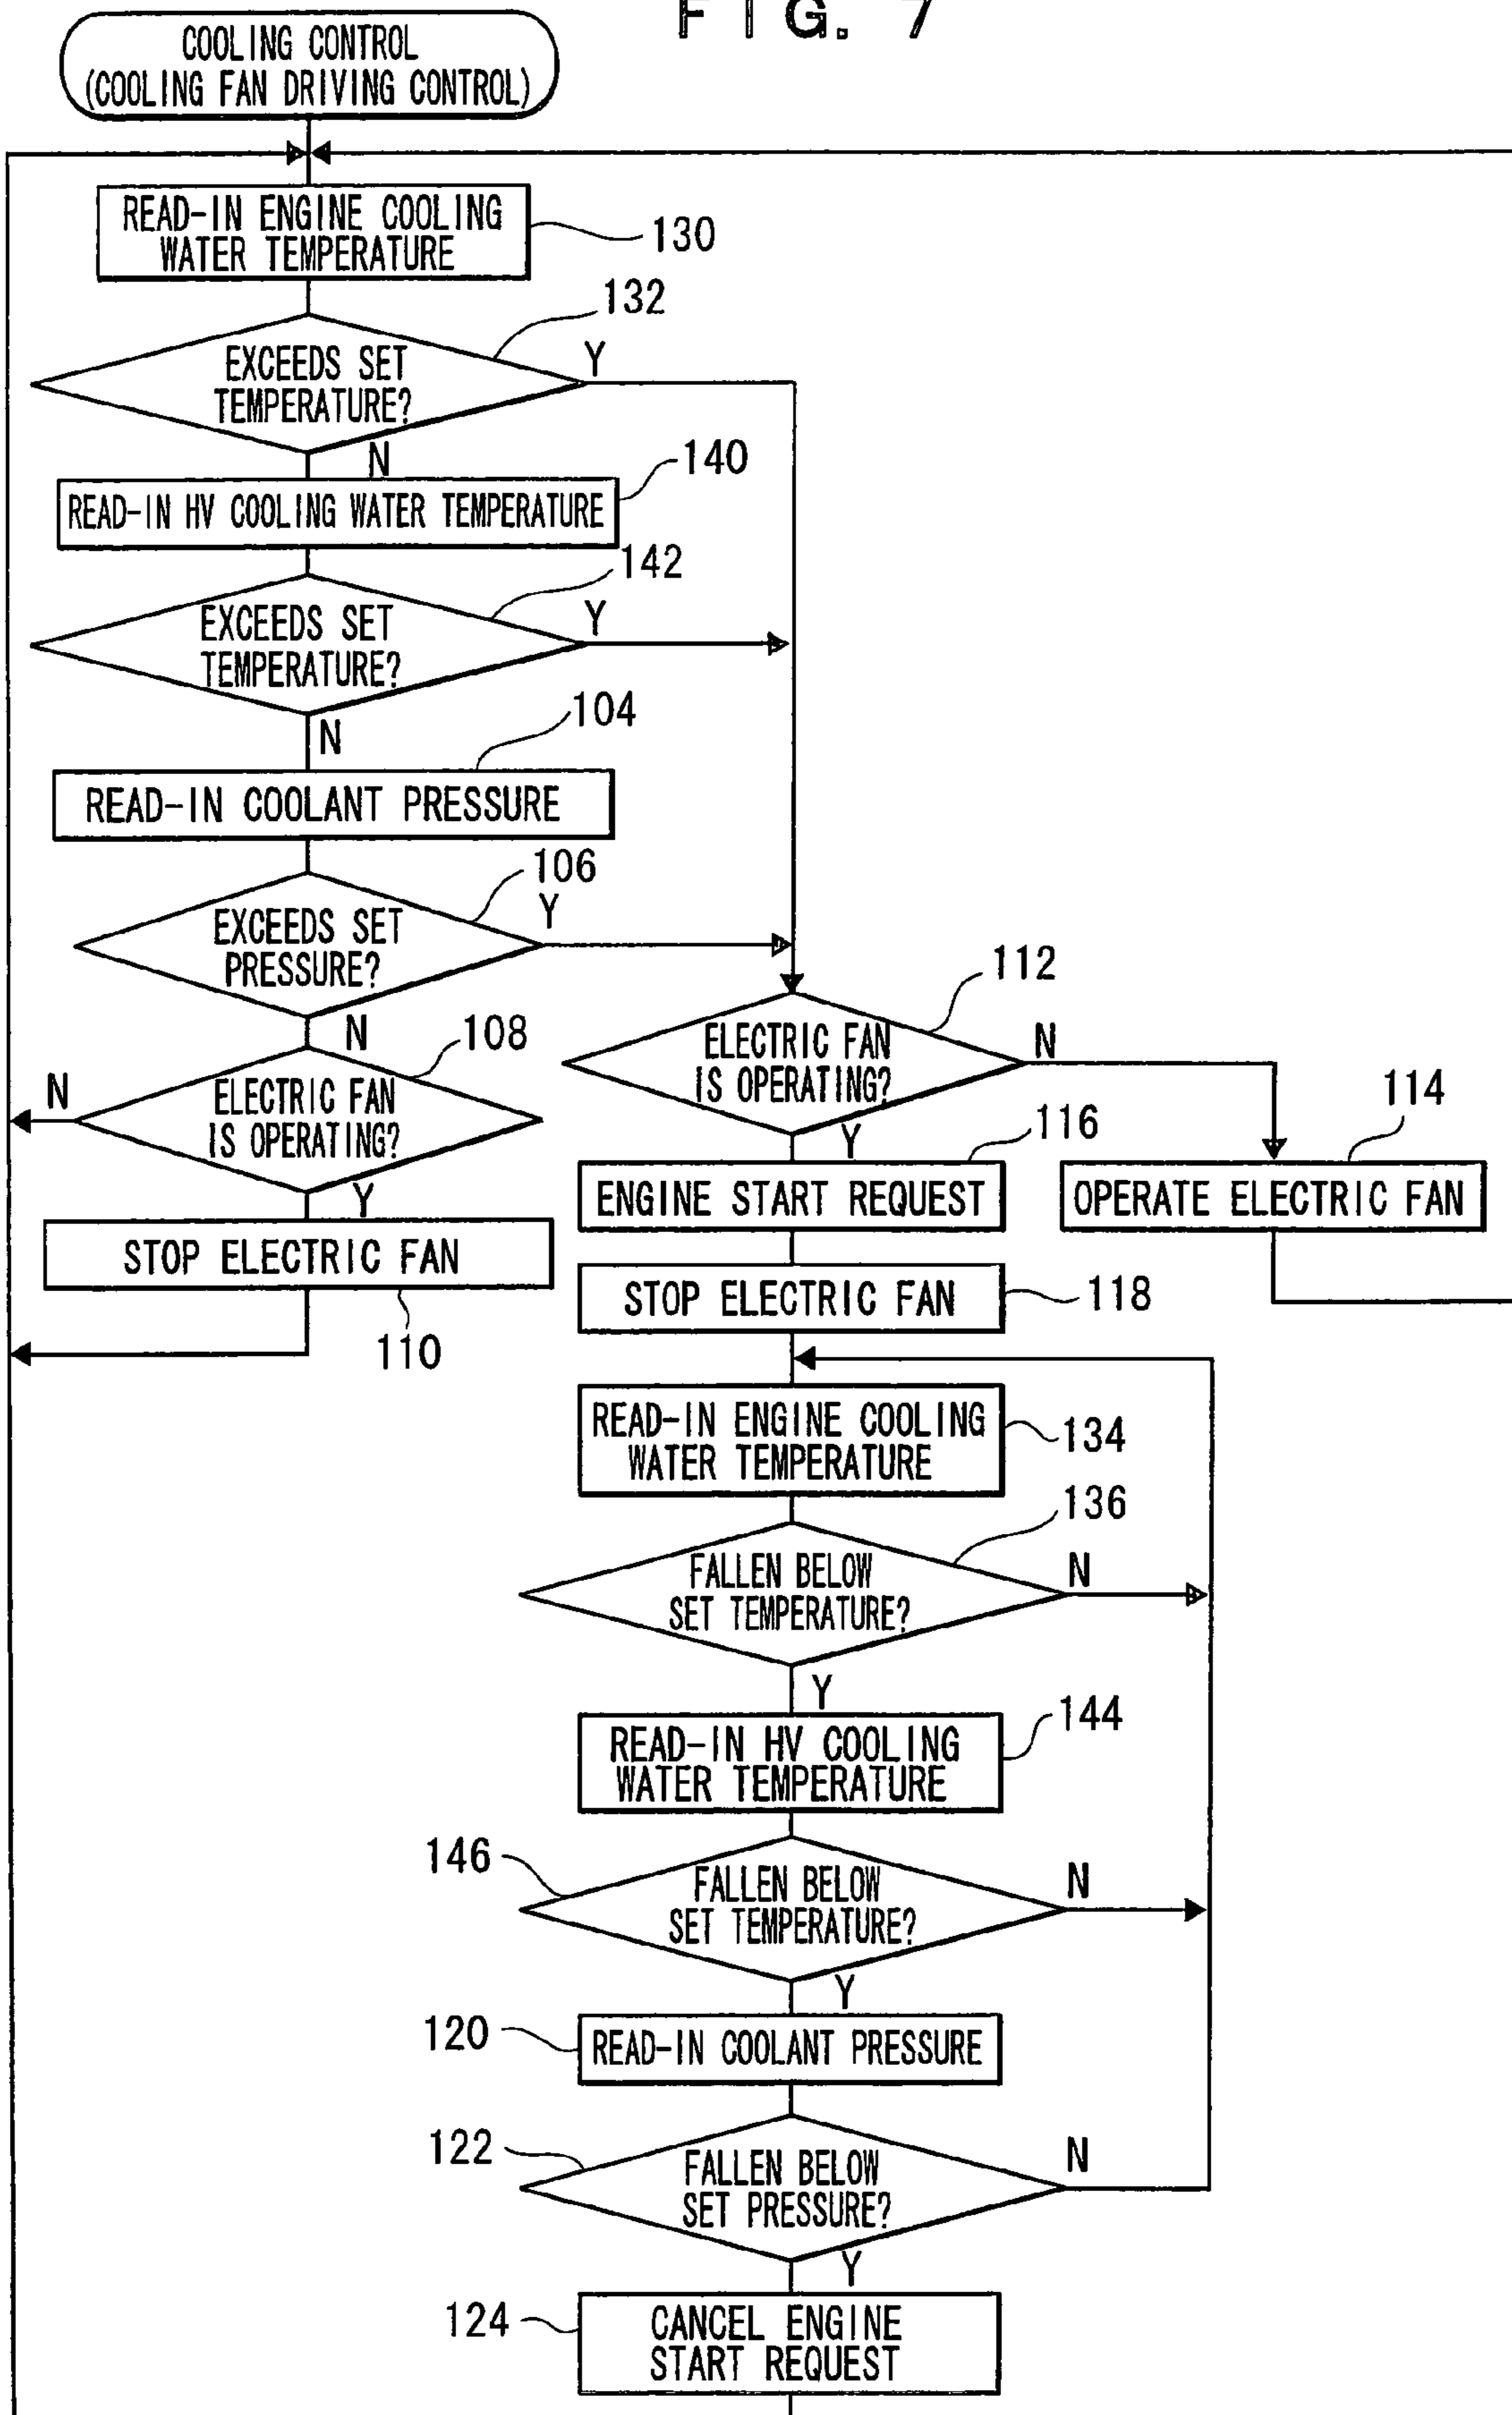 FIG. 7
COOLING CONTROL
(COOLING FAN DRIVING CONTROL)
READ-IN ENGINE COOLING
WATER TEMPERATURE
130
132
EXCEEDS SET
TEMPERATURE?
Y
N
140
READ-IN HV COOLING WATER TEMPERATURE
142
EXCEEDS SET
TEMPERATURE?
Y
N
104
READ-IN COOLANT PRESSURE
106
EXCEEDS SET
PRESSURE?
Y
N
108
ELECTRIC FAN
IS OPERATING?
N
Y
STOP ELECTRIC FAN
110
112
ELECTRIC FAN
IS OPERATING?
N
Y
114
OPERATE ELECTRIC FAN
116
ENGINE START REQUEST
STOP ELECTRIC FAN
118
READ-IN ENGINE COOLING
WATER TEMPERATURE
134
136
FALLEN BELOW
SET TEMPERATURE?
N
Y
144
READ-IN HV COOLING
WATER TEMPERATURE
146
FALLEN BELOW
SET TEMPERATURE?
N
Y
120
READ-IN COOLANT PRESSURE
122
FALLEN BELOW
SET PRESSURE?
N
Y
124
CANCEL ENGINE
START REQUEST